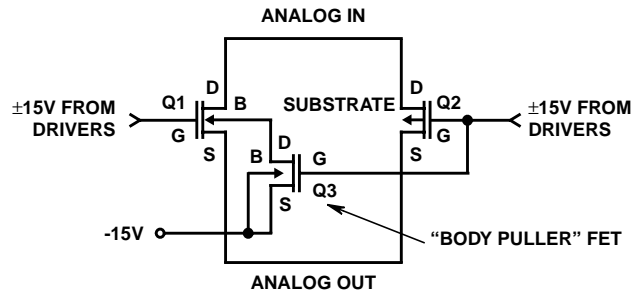 ANALOG IN
D
D
±15V FROM
DRIVERS
Q1
B
SUBSTRATE
Q2
±15V FROM
DRIVERS
G
G
S
D
S
B
G
Q3
S
-15V
“BODY PULLER” FET
ANALOG OUT